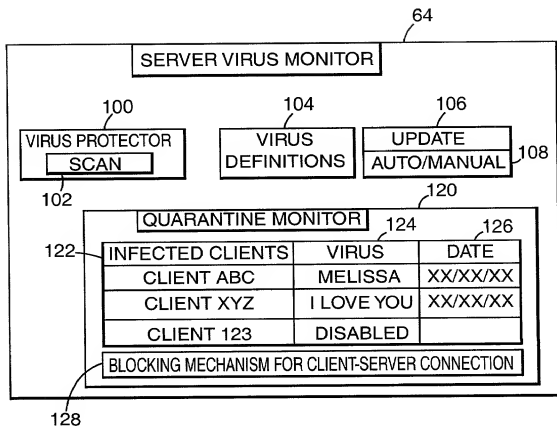 64
SERVER VIRUS MONITOR
100 104 106
VIRUS PROTECTOR
SCAN
102
VIRUS
DEFINITIONS
UPDATE
AUTO/MANUAL 108
120
QUARANTINE MONITOR
122 124 126
INFECTED CLIENTS VIRUS DATE
CLIENT ABC MELISSA XX/XX/XX
CLIENT XYZ I LOVE YOU XX/XX/XX
CLIENT 123 DISABLED
BLOCKING MECHANISM FOR CLIENT-SERVER CONNECTION
128